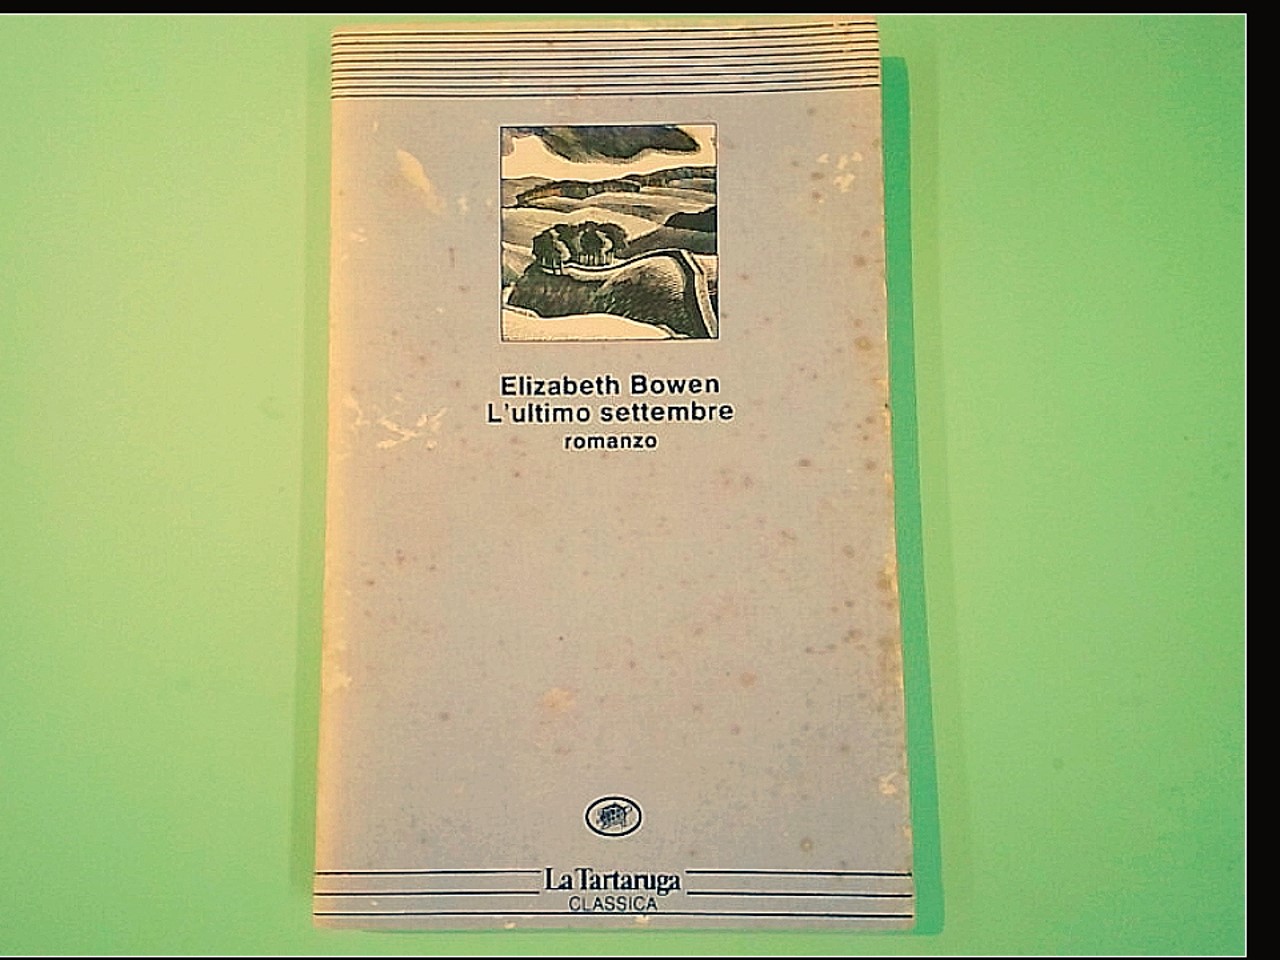 Elizabeth Bowen
L'ultimo settembre
romanzo
La Tartaruga
CLASSICA